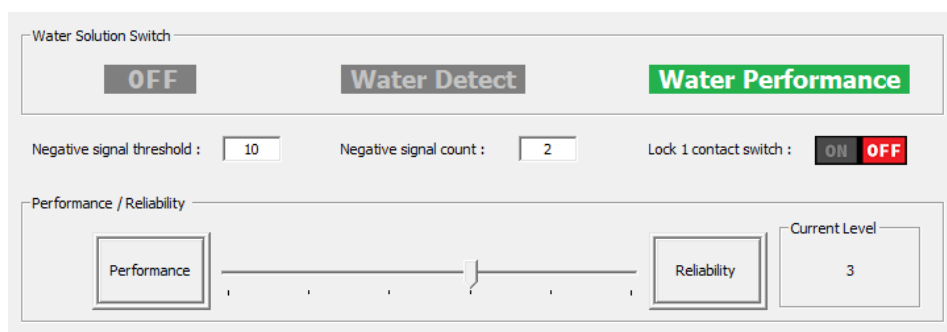 Water Solution Switch
OFF Water Detect Water Performance
Negative signal threshold : 10 Negative signal count : 2 Lock 1 contact switch : ON OFF
Performance / Reliability
Current Level
Performance Reliability 3